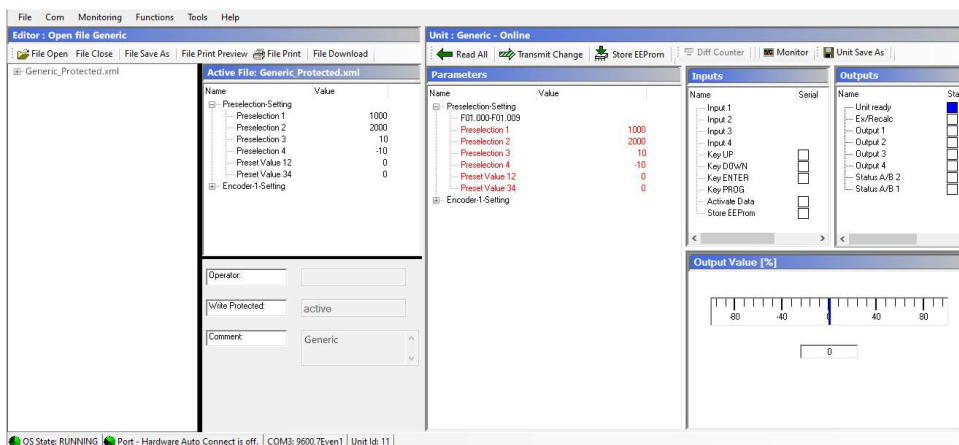 File Com Monitoring Functions Tools Help
Editor : Open file Generic
File Open File Close File Save As File Print Preview File Print File Download
Generic_Protected.xml
Active File: Generic_Protected.xml
Name Value
Preselection-Setting
Preselection 1 1000
Preselection 2 2000
Preselection 3 10
Preselection 4 -10
Preset Value 12 0
Preset Value 34 0
Encoder-1-Setting
Operator:
Write Protected: active
Comment: Generic
Unit : Generic - Online
Read All Transmit Change Store EEProm Diff Counter Monitor Unit Save As
Parameters
Name Value
Preselection-Setting
F01.000-F01.009
Preselection 1 1000
Preselection 2 2000
Preselection 3 10
Preselection 4 -10
Preset Value 12 0
Preset Value 34 0
Encoder-1-Setting
Inputs
Name Serial
Input 1
Input 2
Input 3
Input 4
Key UP
Key DOWN
Key ENTER
Key PROG
Activate Data
Store EEProm
Outputs
Name Sta
Unit ready
Ex/Recalc
Output 1
Output 2
Output 3
Output 4
Status A/B 2
Status A/B 1
Output Value [%]
-80 -40 0 40 80
0
OS State: RUNNING Port - Hardware Auto Connect is off. COM3: 9600.7Even1 Unit Id: 11